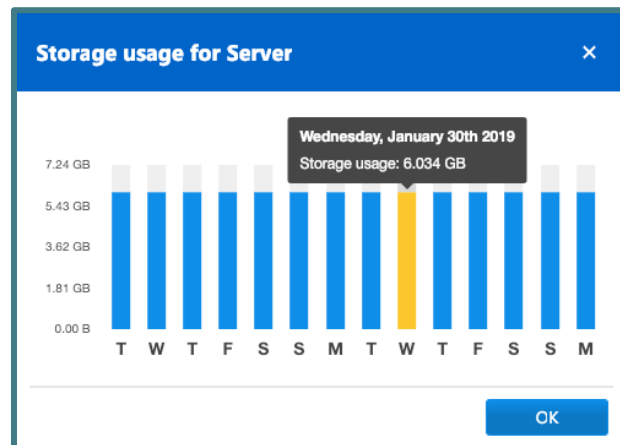 Storage usage for Server ×
Wednesday, January 30th 2019
Storage usage: 6.034 GB
7.24 GB
5.43 GB
3.62 GB
1.81 GB
0.00 B
T W T F S S M T W T F S S M
OK